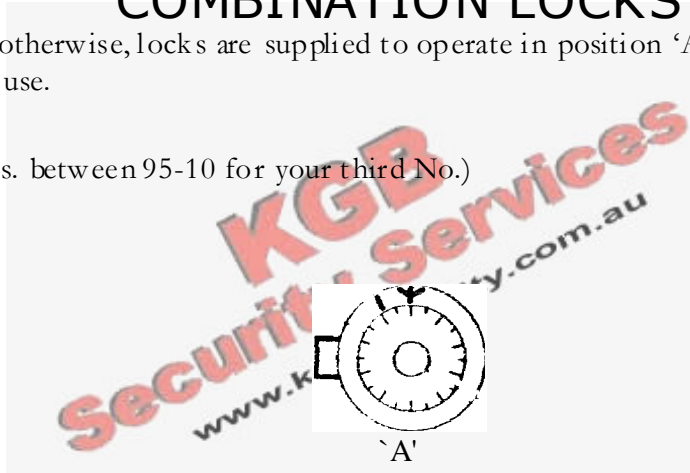 COMBINATION LOCKS
otherwise, locks are supplied to operate in position ‘A
use.
s. between 95-10 for your third No.)
KGB
Security Services
www.k ty.com.au
`A'